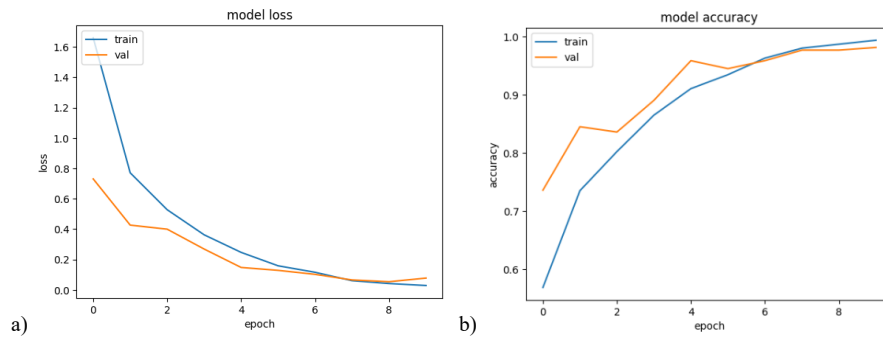 model loss
train
val
1.6
1.4
1.2
1.0
0.8
0.6
0.4
0.2
0.0
loss
0 2 4 6 8
epoch
a)
model accuracy
train
val
1.0
0.9
0.8
0.7
0.6
accuracy
0 2 4 6 8
epoch
b)